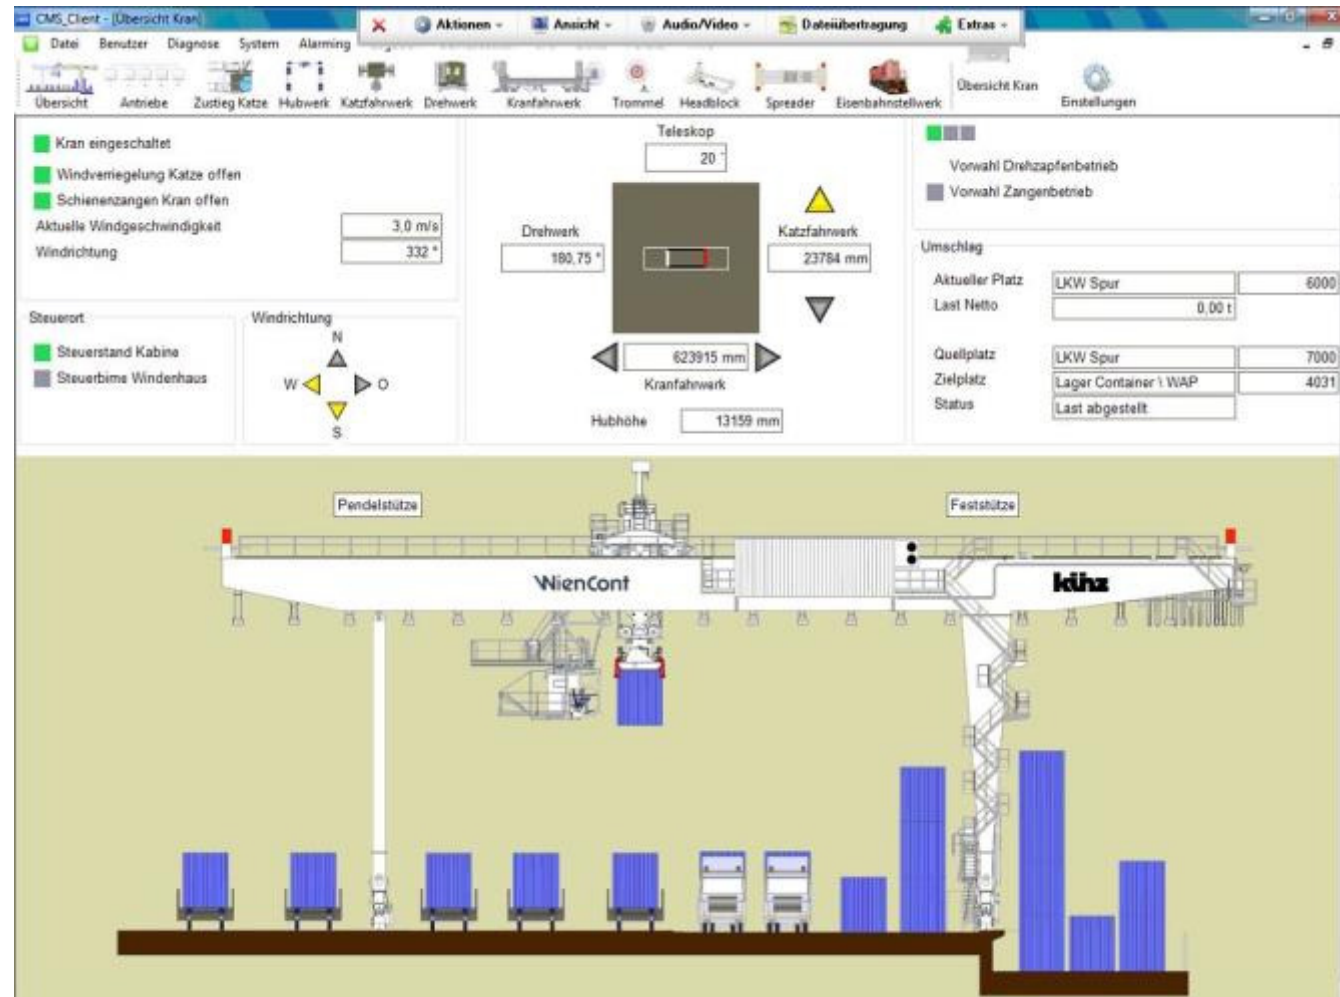 CMS_Client - [Übersicht Kran]
Aktionen
Ansicht
Audio/Video
Dateiübertragung
Extras
Datei
Benutzer
Diagnose
System
Alarming
Übersicht
Antriebe
Zustieg Katze
Hubwerk
Katzfahrwerk
Drehwerk
Kranfahrwerk
Trommel
Headblock
Spreader
Eisenbahnstellwerk
Übersicht Kran
Einstellungen
Kran eingeschaltet
Windverriegelung Katze offen
Schienenzangen Kran offen
Aktuelle Windgeschwindigkeit 3,0 m/s
Windrichtung 332 °
Steuerort
Steuerstand Kabine
Steuerbirne Windenhaus
Windrichtung
N
W O
S
Teleskop
20 '
Drehwerk
180,75 °
Katzfahrwerk
23784 mm
623915 mm
Kranfahrwerk
Hubhöhe 13159 mm
Vorwahl Drehzapfenbetrieb
Vorwahl Zangenbetrieb
Umschlag
Aktueller Platz LKW Spur 6000
Last Netto 0,00 t
Quellplatz LKW Spur 7000
Zielplatz Lager Container \ WAP 4031
Status Last abgestellt
Pendelstütze
Feststütze
WienCont
künz